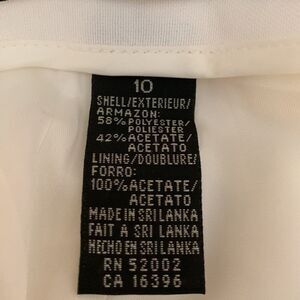 10
SHELL/EXTERIEUR/
ARMAZON:
58% POLYESTER/
POLIESTER
42% ACETATE/
ACETATO
LINING/DOUBLURE/
FORRO:
100% ACETATE/
ACETATO
MADE IN SRI LANKA
FAIT À SRI LANKA
HECHO EN SRI LANKA
RN 52002
CA 16396